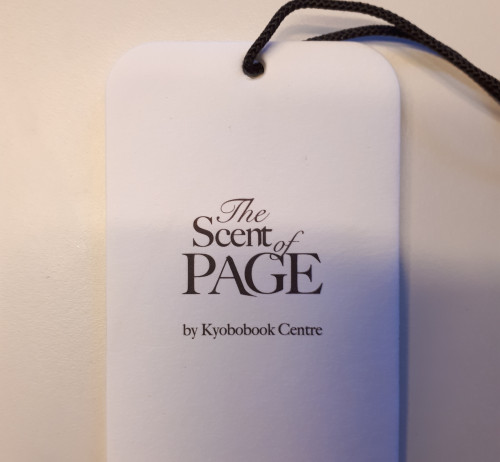 The
Scent of
PAGE
by Kyobobook Centre